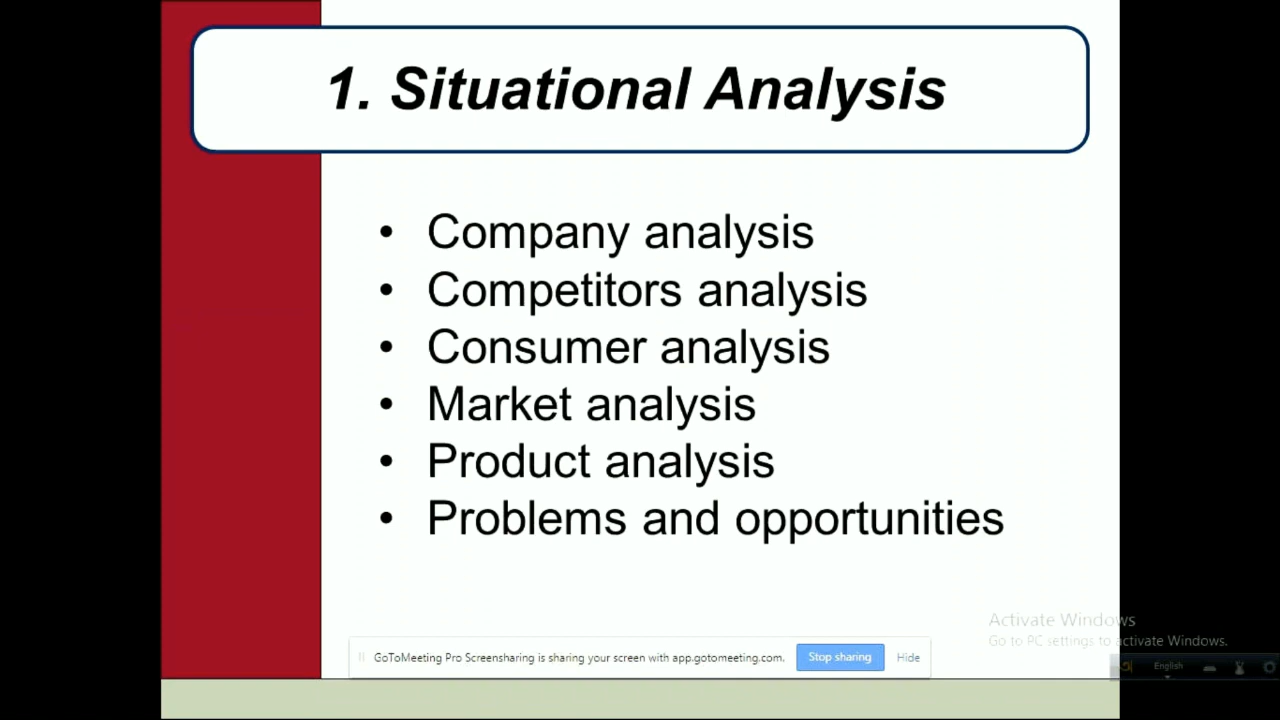 1. Situational Analysis
• Company analysis
• Competitors analysis
• Consumer analysis
• Market analysis
• Product analysis
• Problems and opportunities
Activate Windows
Go to PC settings to activate Windows.
GoToMeeting Pro Screensharing is sharing your screen with app.gotomeeting.com. Stop sharing Hide
English